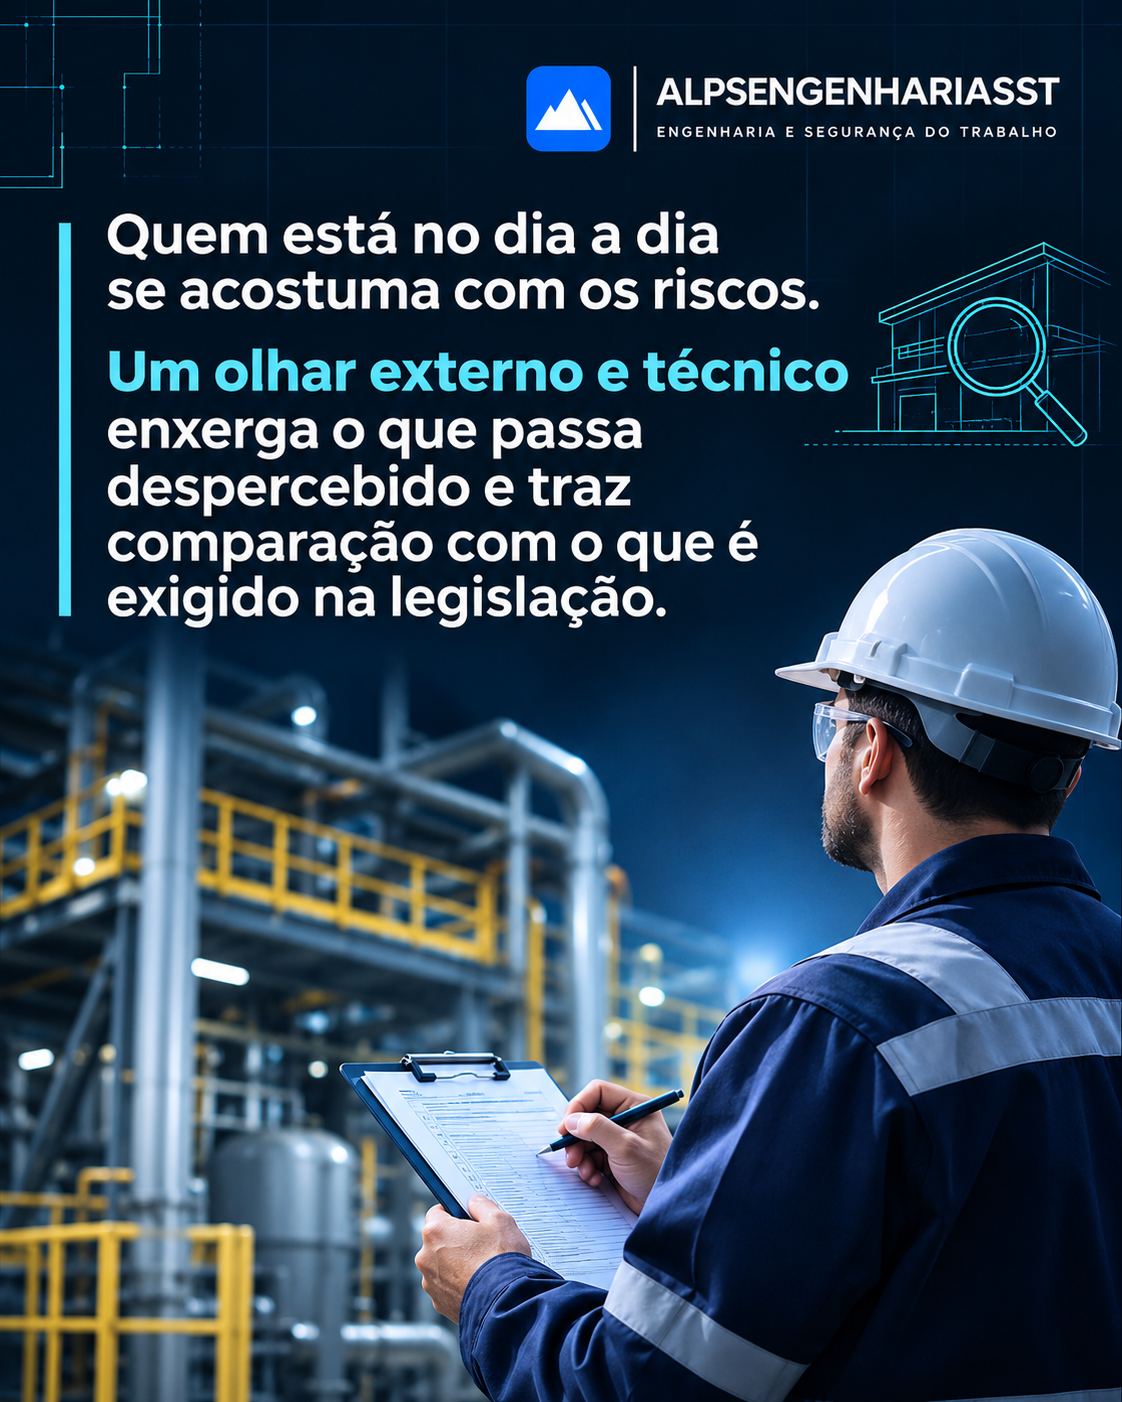 ALPSENGENHARIASST
ENGENHARIA E SEGURANÇA DO TRABALHO
Quem está no dia a dia
se acostuma com os riscos.
Um olhar externo e técnico
enxerga o que passa
despercebido e traz
comparação com o que é
exigido na legislação.